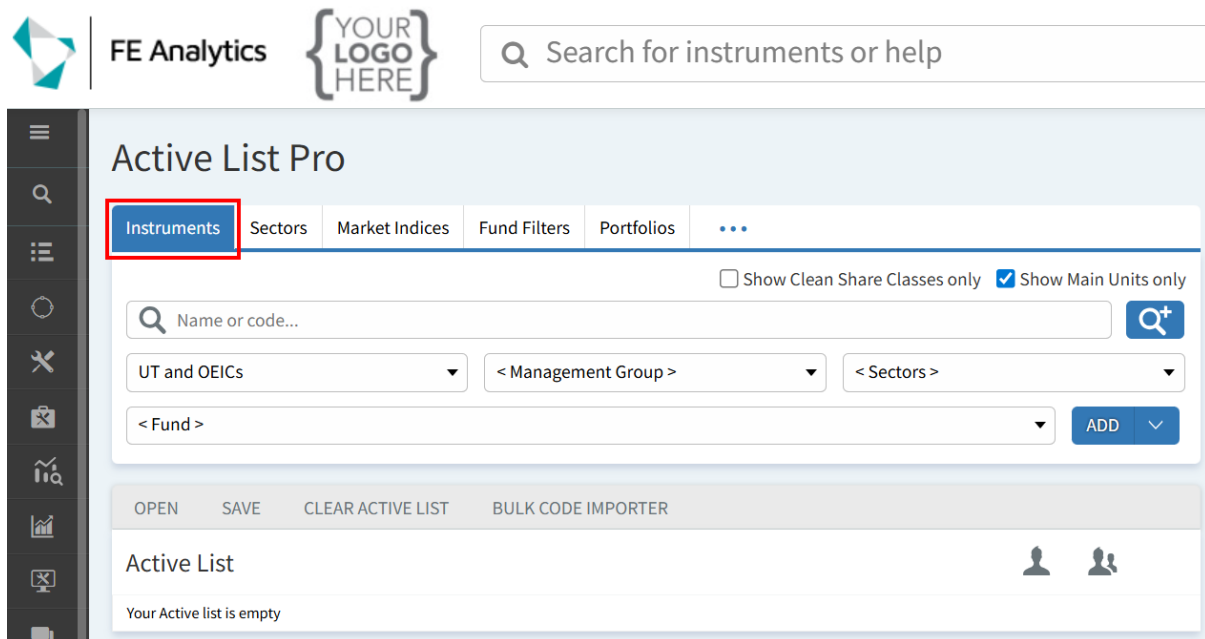 FE Analytics
{YOUR
LOGO
HERE}
Search for instruments or help
Active List Pro
Instruments Sectors Market Indices Fund Filters Portfolios •••
Show Clean Share Classes only Show Main Units only
Name or code...
UT and OEICs < Management Group > < Sectors >
< Fund > ADD
OPEN SAVE CLEAR ACTIVE LIST BULK CODE IMPORTER
Active List
Your Active list is empty